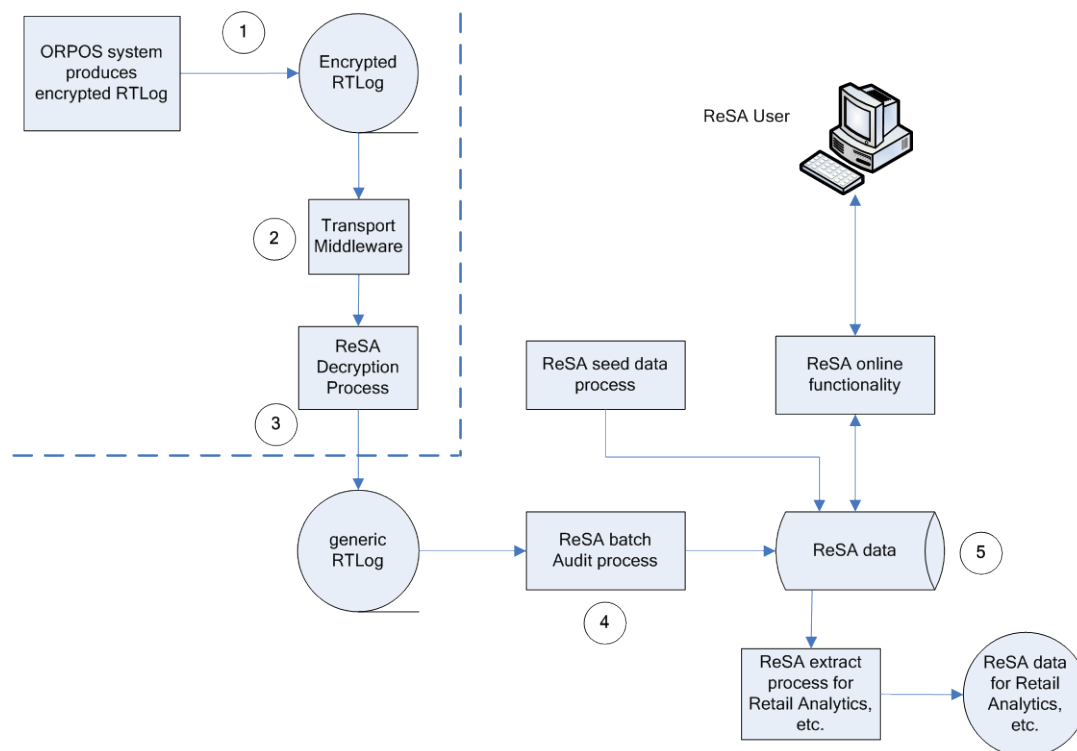 1
ORPOS system
produces
encrypted RTLog
Encrypted
RTLog
ReSA User
2
Transport
Middleware
ReSA
Decryption
Process
3
ReSA seed data
process
ReSA online
functionality
generic
RTLog
ReSA batch
Audit process
4
ReSA data
5
ReSA extract
process for
Retail Analytics,
etc.
ReSA data
for Retail
Analytics,
etc.